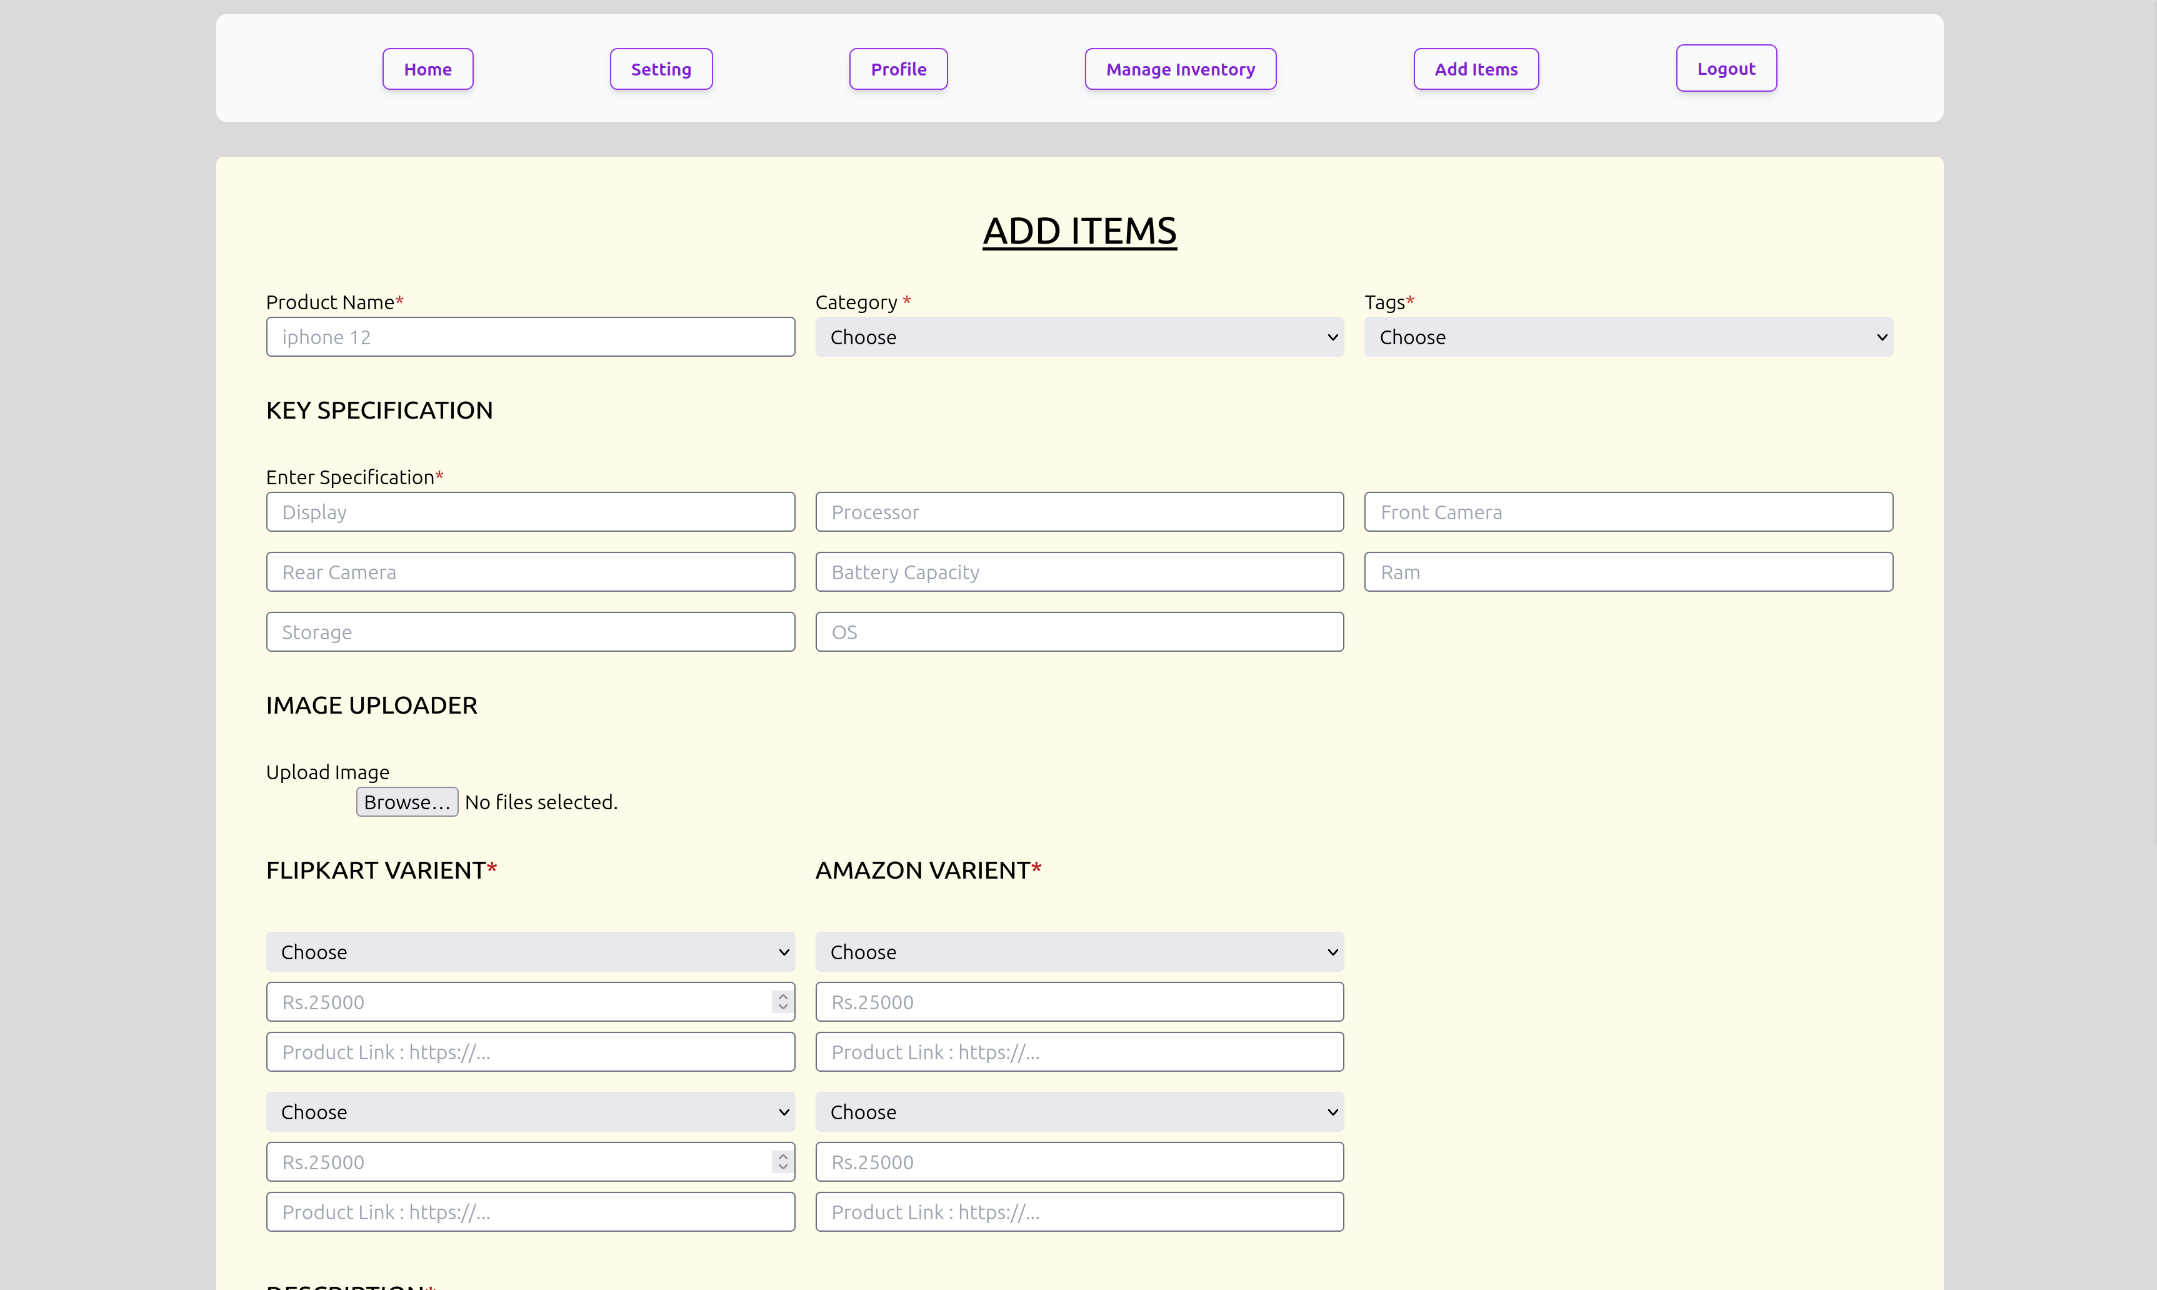 Home Setting Profile Manage Inventory Add Items Logout
ADD ITEMS
Product Name* Category * Tags*
iphone 12 Choose Choose
KEY SPECIFICATION
Enter Specification*
Display Processor Front Camera
Rear Camera Battery Capacity Ram
Storage OS
IMAGE UPLOADER
Upload Image
Browse... No files selected.
FLIPKART VARIENT* AMAZON VARIENT*
Choose Choose
Rs.25000 Rs.25000
Product Link : https://... Product Link : https://...
Choose Choose
Rs.25000 Rs.25000
Product Link : https://... Product Link : https://...
DESCRIPTION*